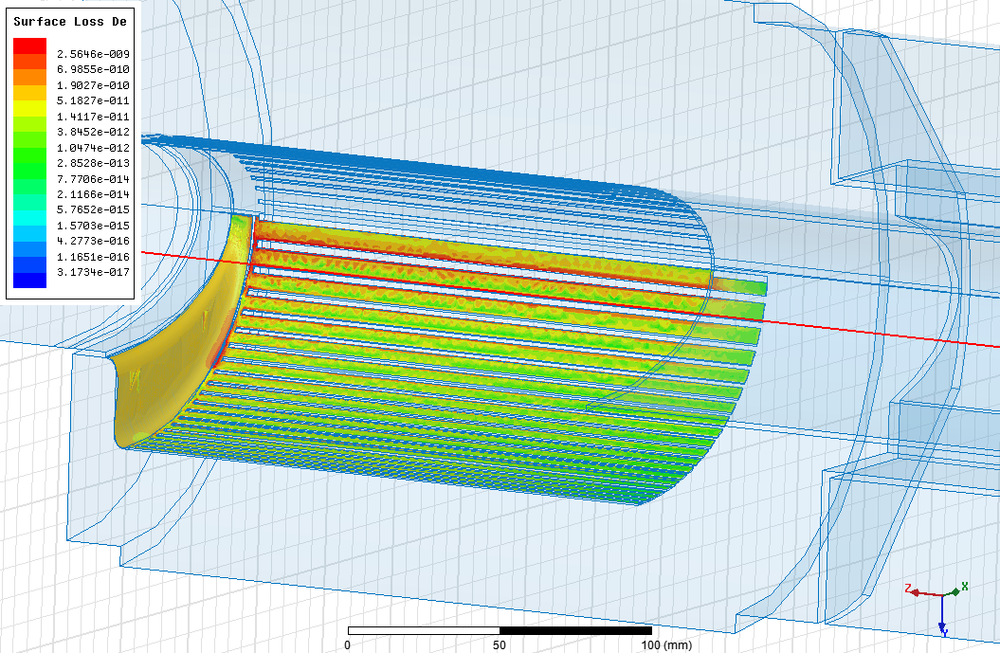 Surface Loss De
2.5646e-009
6.9855e-010
1.9027e-010
5.1827e-011
1.4117e-011
3.8452e-012
1.0474e-012
2.8528e-013
7.7706e-014
2.1166e-014
5.7652e-015
1.5703e-015
4.2773e-016
1.1651e-016
3.1734e-017
Z X
Y
0 50 100 (mm)